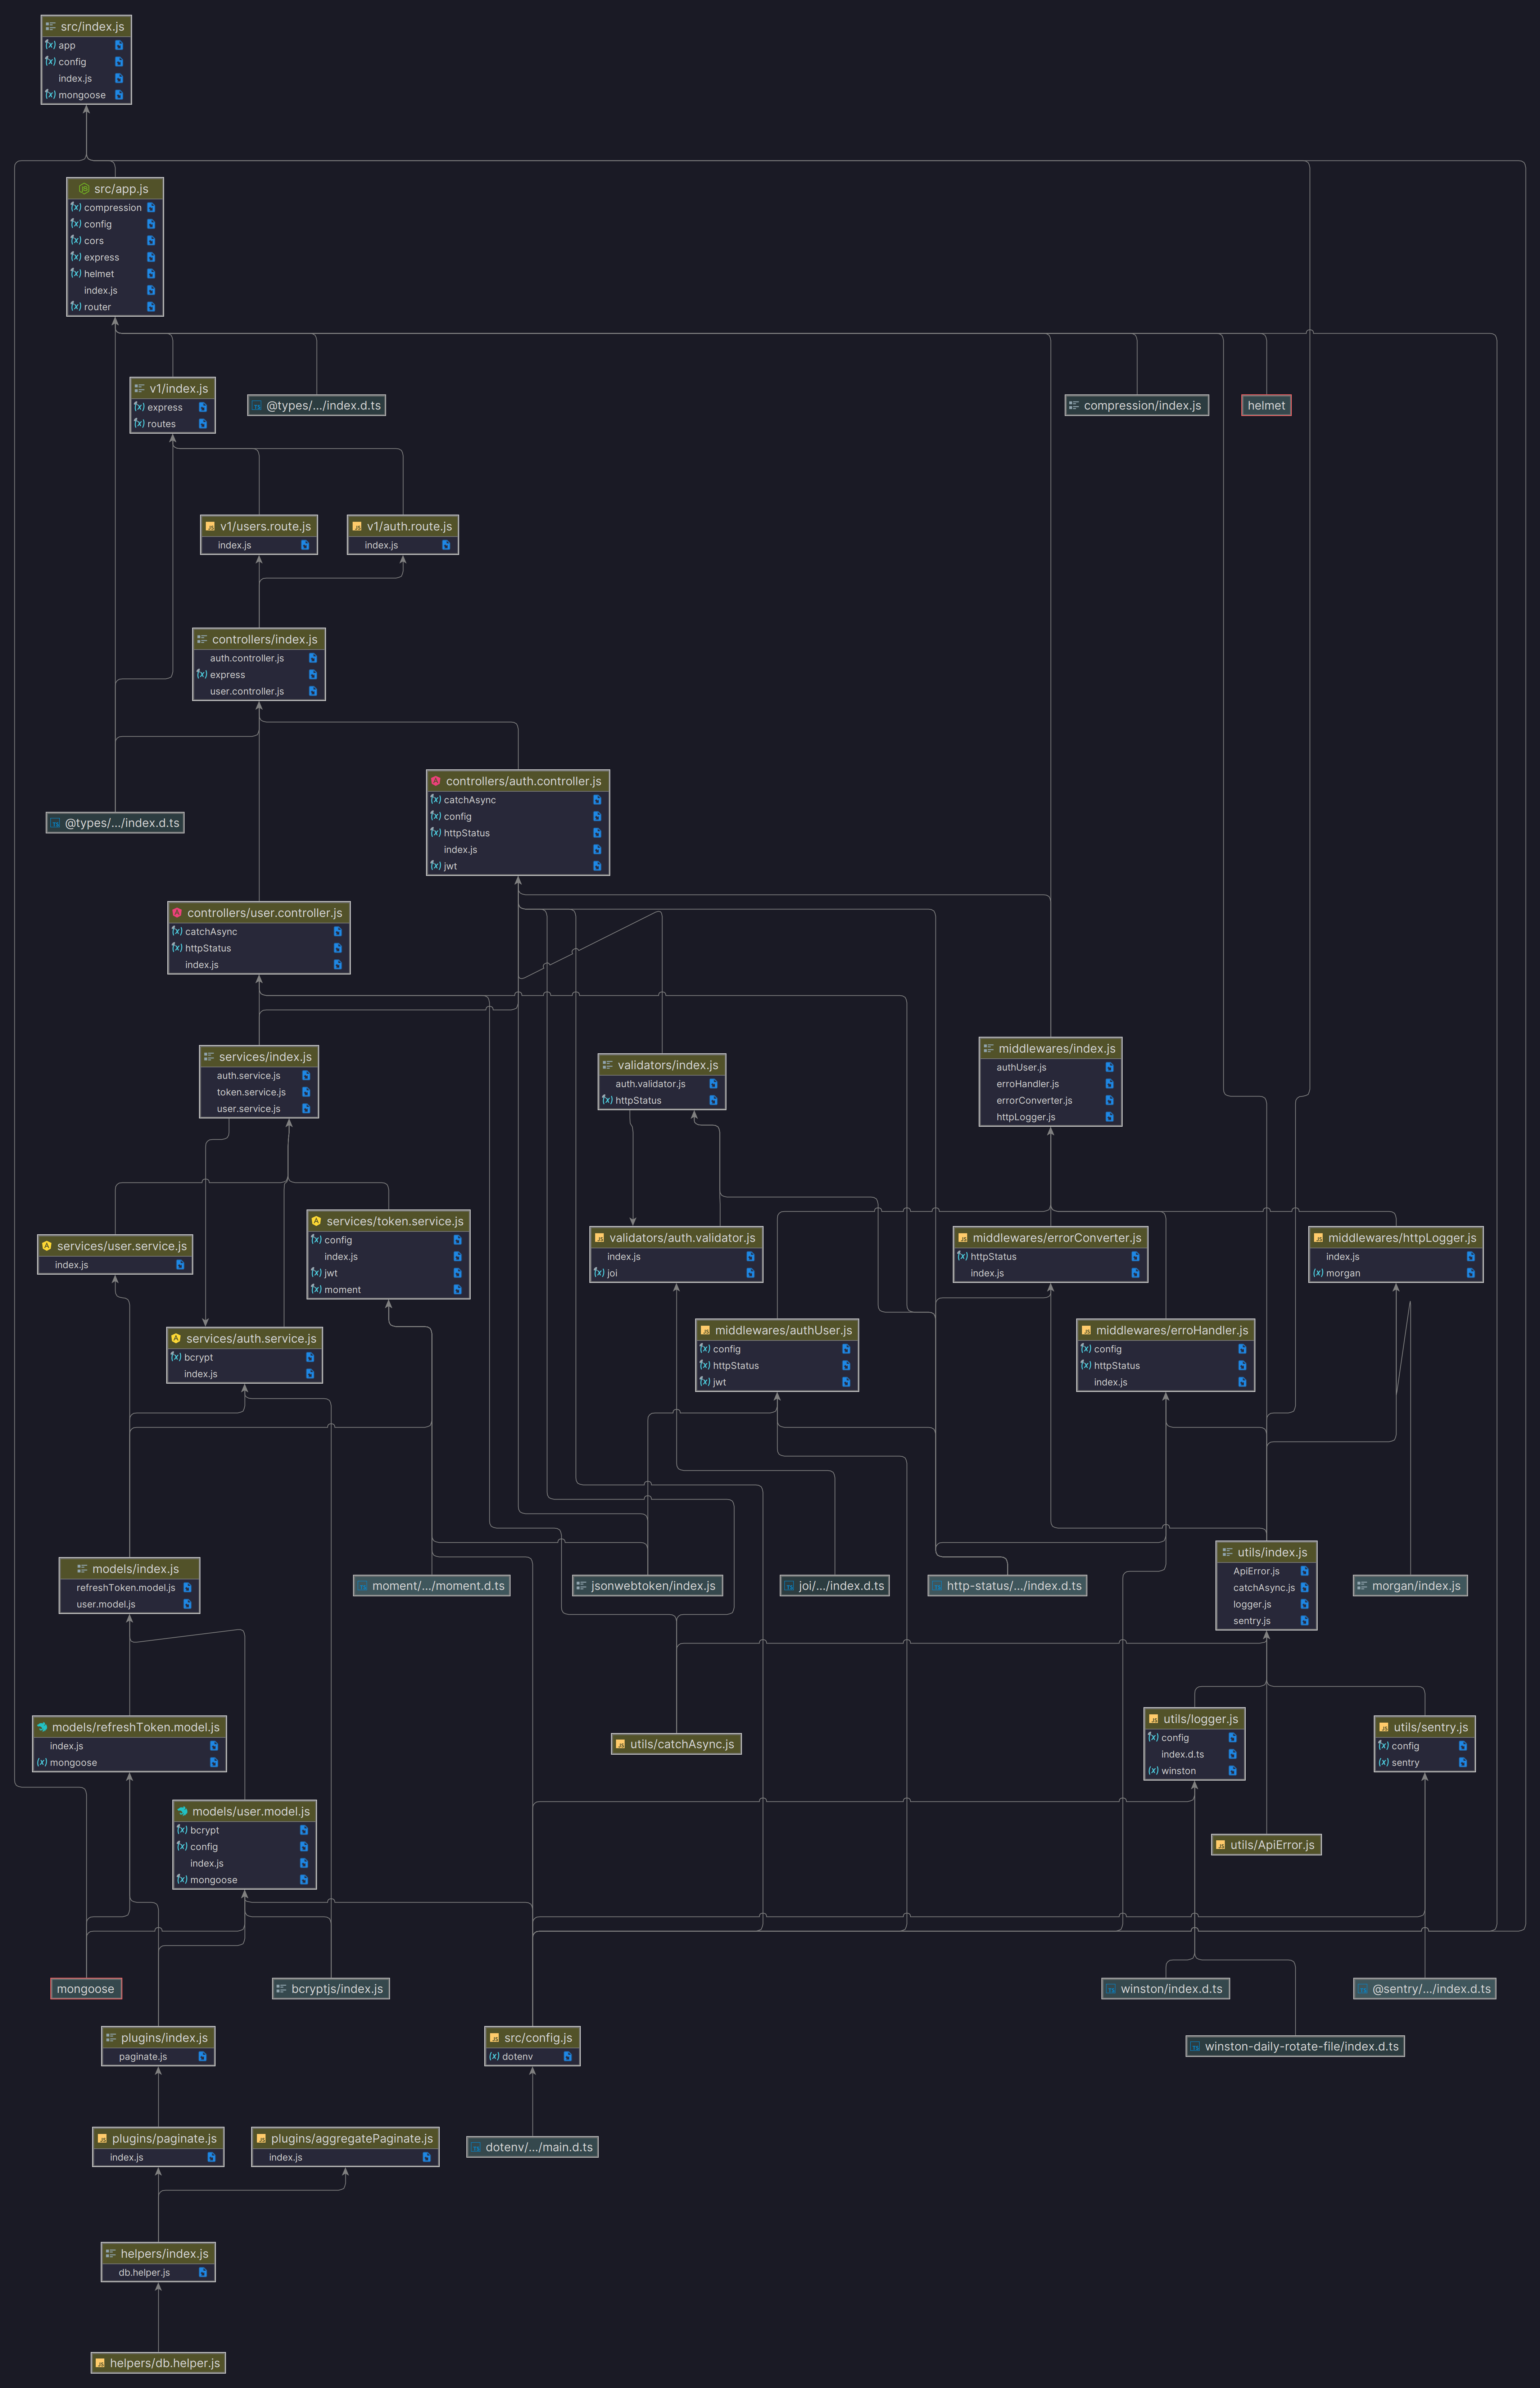 src/index.js
(x) app
(x) config
index.js
(x) mongoose
src/app.js
(x) compression
(x) config
(x) cors
(x) express
(x) helmet
index.js
(x) router
v1/index.js
(x) express
(x) routes
@types/.../index.d.ts
compression/index.js
helmet
v1/users.route.js
index.js
v1/auth.route.js
index.js
controllers/index.js
auth.controller.js
(x) express
user.controller.js
controllers/auth.controller.js
(x) catchAsync
(x) config
(x) httpStatus
index.js
(x) jwt
@types/.../index.d.ts
controllers/user.controller.js
(x) catchAsync
(x) httpStatus
index.js
services/index.js
auth.service.js
token.service.js
user.service.js
validators/index.js
auth.validator.js
(x) httpStatus
middlewares/index.js
authUser.js
erroHandler.js
errorConverter.js
httpLogger.js
services/user.service.js
index.js
services/token.service.js
(x) config
index.js
(x) jwt
(x) moment
validators/auth.validator.js
index.js
(x) joi
middlewares/errorConverter.js
(x) httpStatus
index.js
middlewares/httpLogger.js
index.js
(x) morgan
services/auth.service.js
(x) bcrypt
index.js
middlewares/authUser.js
(x) config
(x) httpStatus
(x) jwt
middlewares/erroHandler.js
(x) config
(x) httpStatus
index.js
models/index.js
refreshToken.model.js
user.model.js
moment/.../moment.d.ts
jsonwebtoken/index.js
joi/.../index.d.ts
http-status/.../index.d.ts
utils/index.js
ApiError.js
catchAsync.js
logger.js
sentry.js
morgan/index.js
models/refreshToken.model.js
index.js
(x) mongoose
utils/catchAsync.js
utils/logger.js
(x) config
index.d.ts
(x) winston
utils/sentry.js
(x) config
(x) sentry
models/user.model.js
(x) bcrypt
(x) config
index.js
(x) mongoose
utils/ApiError.js
mongoose
bcryptjs/index.js
winston/index.d.ts
@sentry/.../index.d.ts
plugins/index.js
paginate.js
src/config.js
(x) dotenv
winston-daily-rotate-file/index.d.ts
plugins/paginate.js
index.js
plugins/aggregatePaginate.js
index.js
dotenv/.../main.d.ts
helpers/index.js
db.helper.js
helpers/db.helper.js